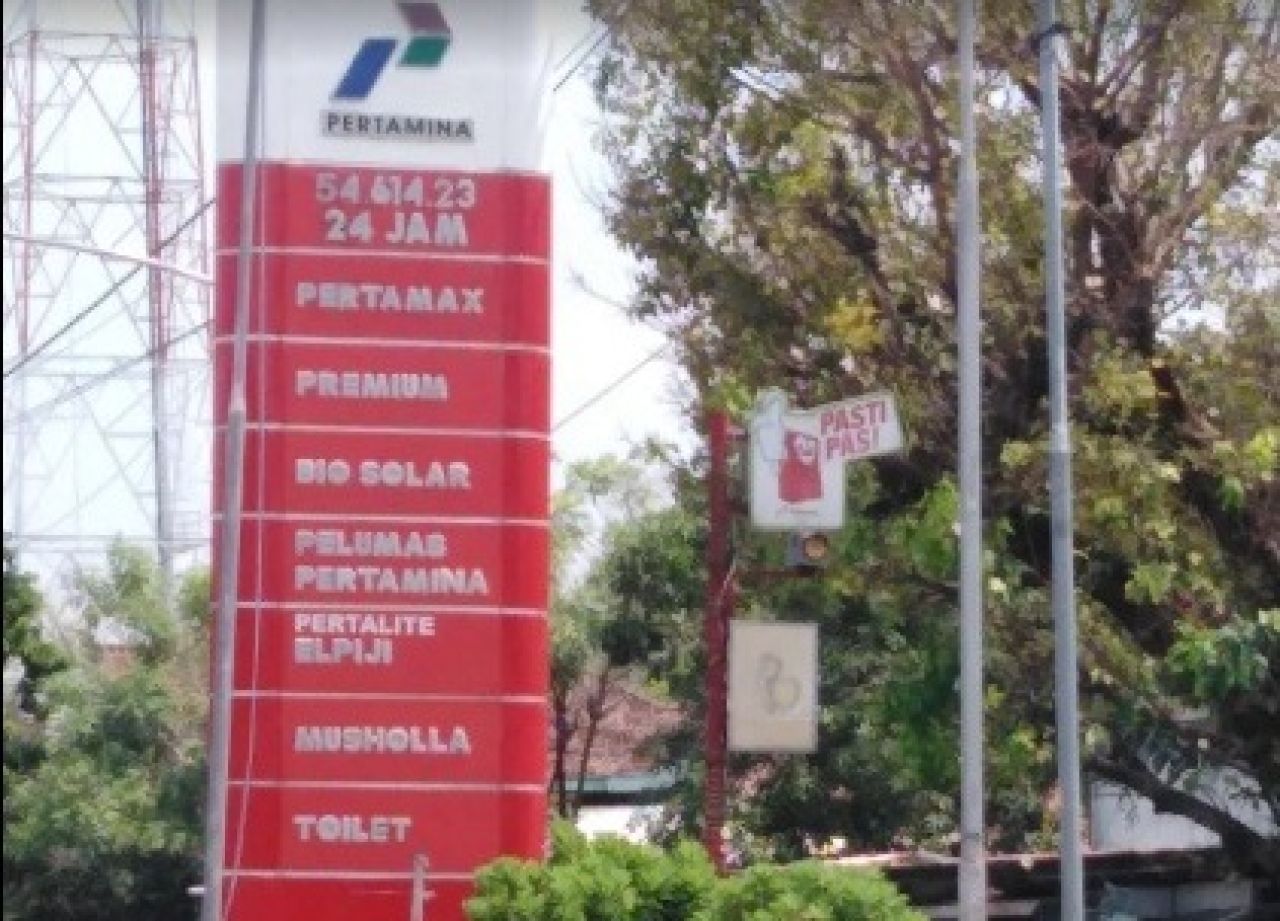 PERTAMINA
54.614.23
24 JAM
PERTAMAX
PREMIUM
BIO SOLAR
PELUMAS
PERTAMINA
PERTALITE
ELPIJI
MUSHOLLA
TOILET
PASTI
PAS!